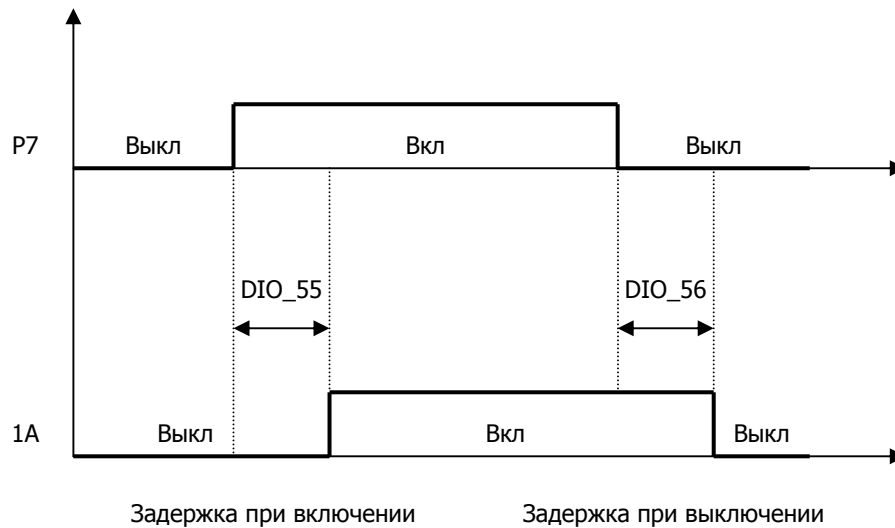 P7 Выкл Вкл Выкл
DIO_55 DIO_56
1A Выкл Вкл Выкл
Задержка при включении Задержка при выключении